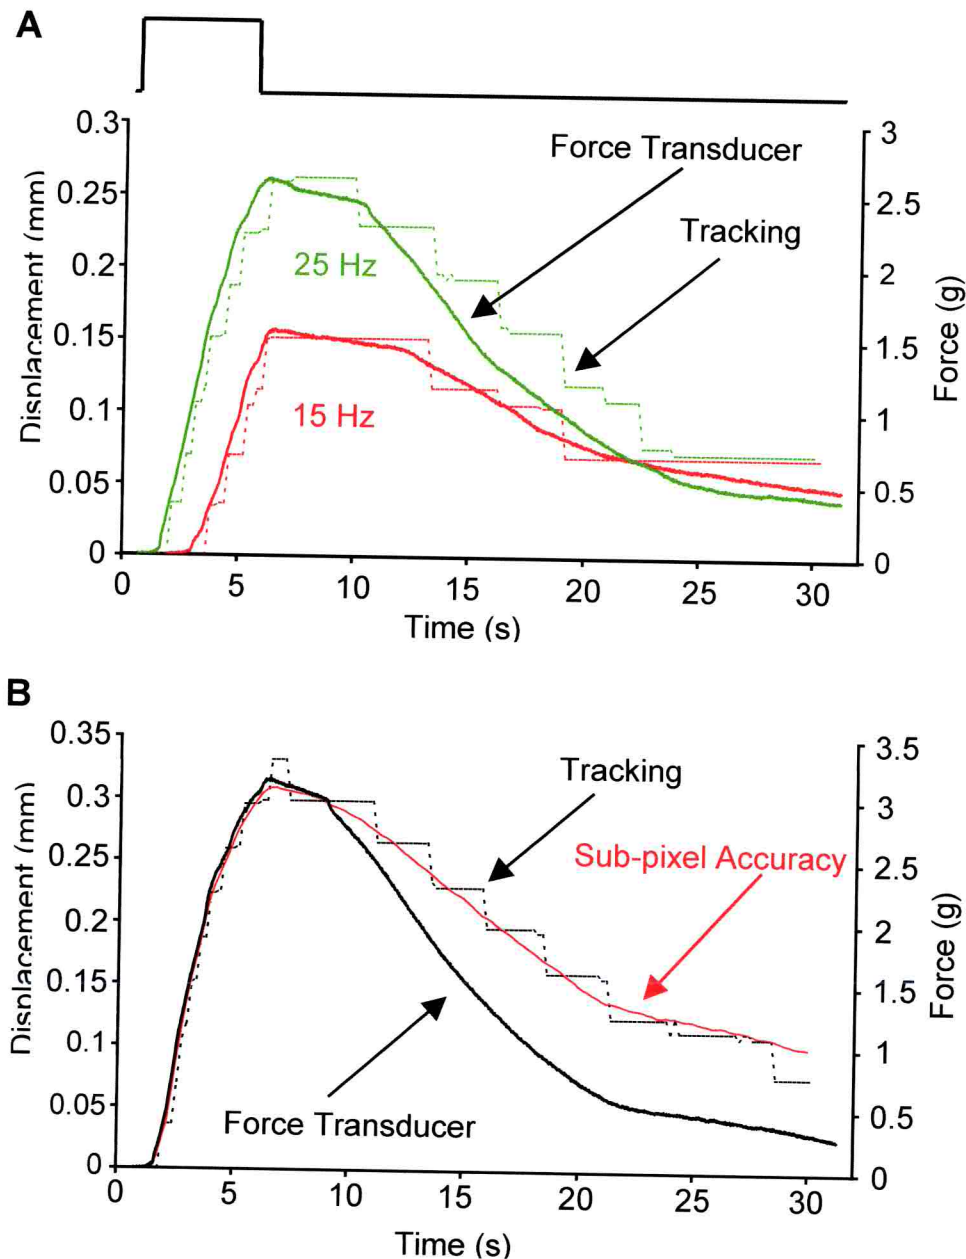 A
0.3
0.25
0.2
0.15
0.1
0.05
0
Displacement (mm)
3
2.5
2
1.5
1
0.5
0
Force (g)
Force Transducer
Tracking
25 Hz
15 Hz
0 5 10 15 20 25 30
Time (s)
B
0.35
0.3
0.25
0.2
0.15
0.1
0.05
0
Displacement (mm)
3.5
3
2.5
2
1.5
1
0.5
0
Force (g)
Tracking
Sub-pixel Accuracy
Force Transducer
0 5 10 15 20 25 30
Time (s)